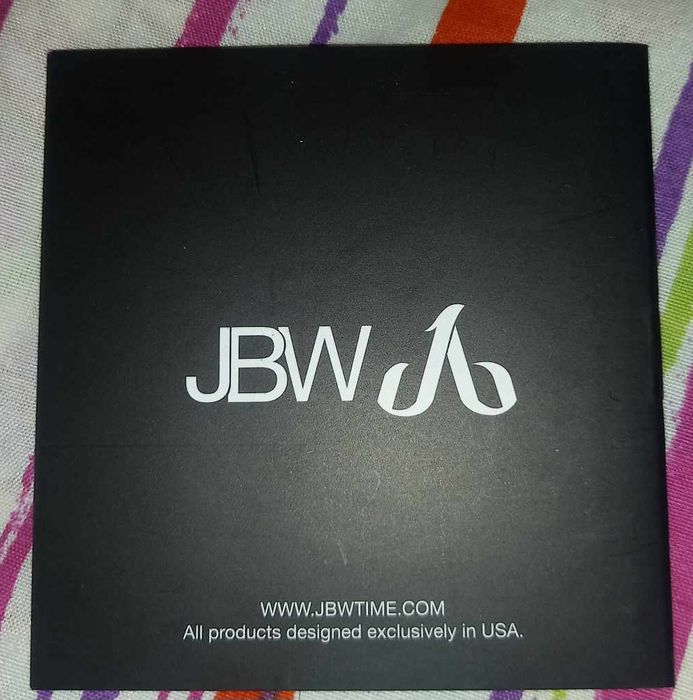 JBW
WWW.JBWTIME.COM
All products designed exclusively in USA.